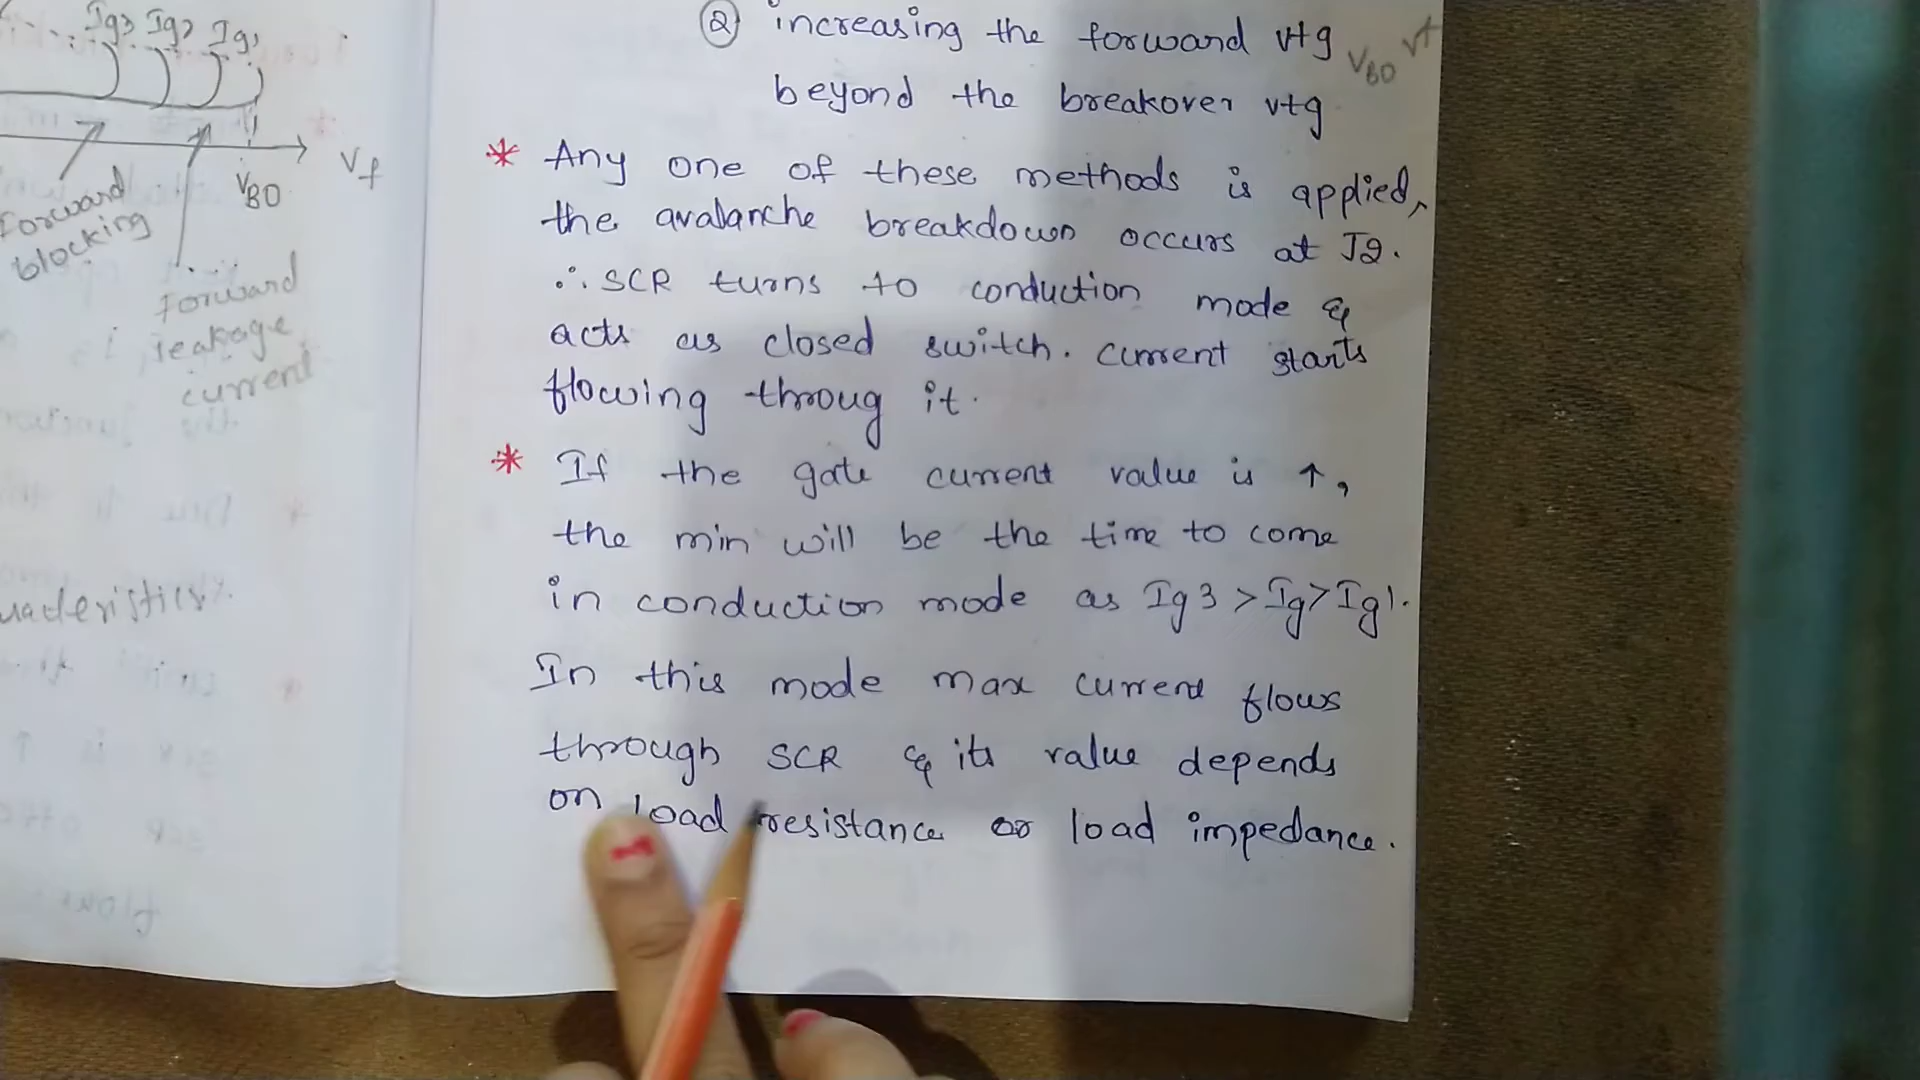 Ig3 Ig2 Ig1
Vf
VBO
Forward
blocking
Forward
leakage
current
② increasing the forward vtg
VBO
beyond the breakover vtg
* Any one of these methods is applied,
the avalanche breakdown occurs at J2.
∴ SCR turns to conduction mode &
acts as closed switch. current starts
flowing throug it.
* If the gate current value is ↑,
the min will be the time to come
in conduction mode as Ig3 > Ig > Ig1.
In this mode max current flows
through SCR & its value depends
on load resistance or load impedance.